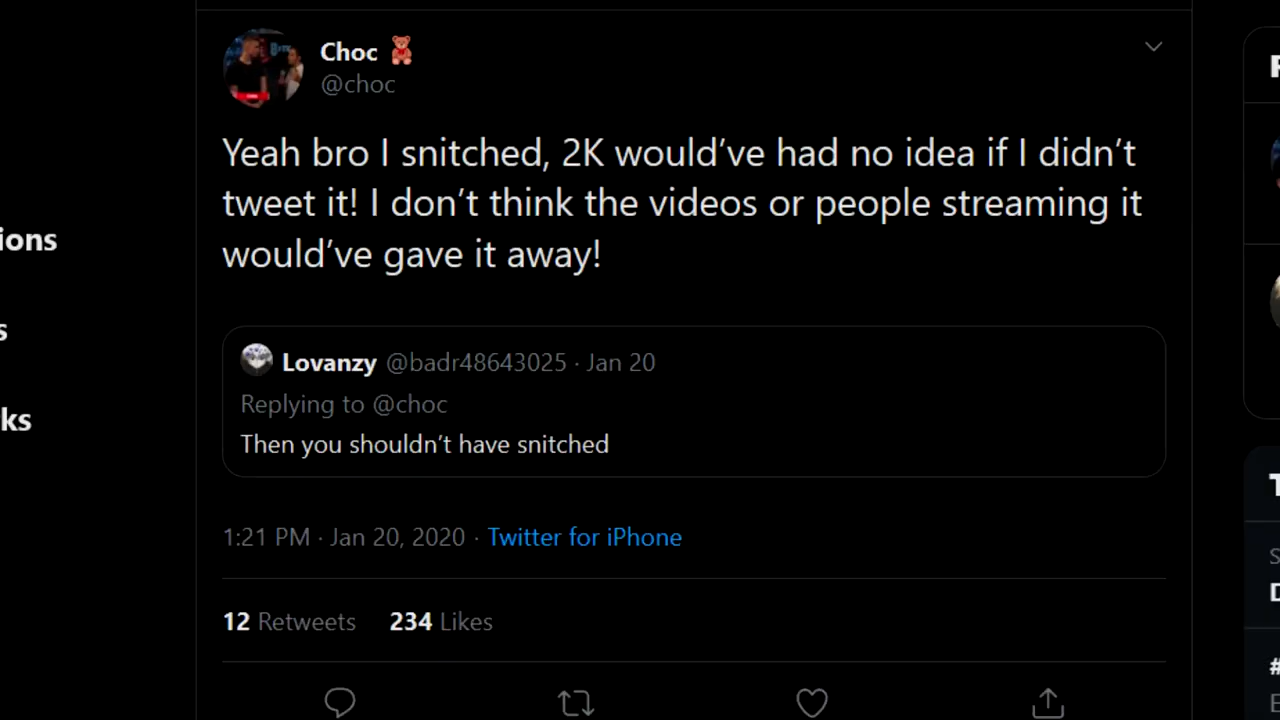 Choc 🧸
@choc
Yeah bro I snitched, 2K would’ve had no idea if I didn’t
tweet it! I don’t think the videos or people streaming it
would’ve gave it away!
ions
s
ks
Lovanzy @badr48643025 · Jan 20
Replying to @choc
Then you shouldn’t have snitched
1:21 PM · Jan 20, 2020 · Twitter for iPhone
12 Retweets 234 Likes